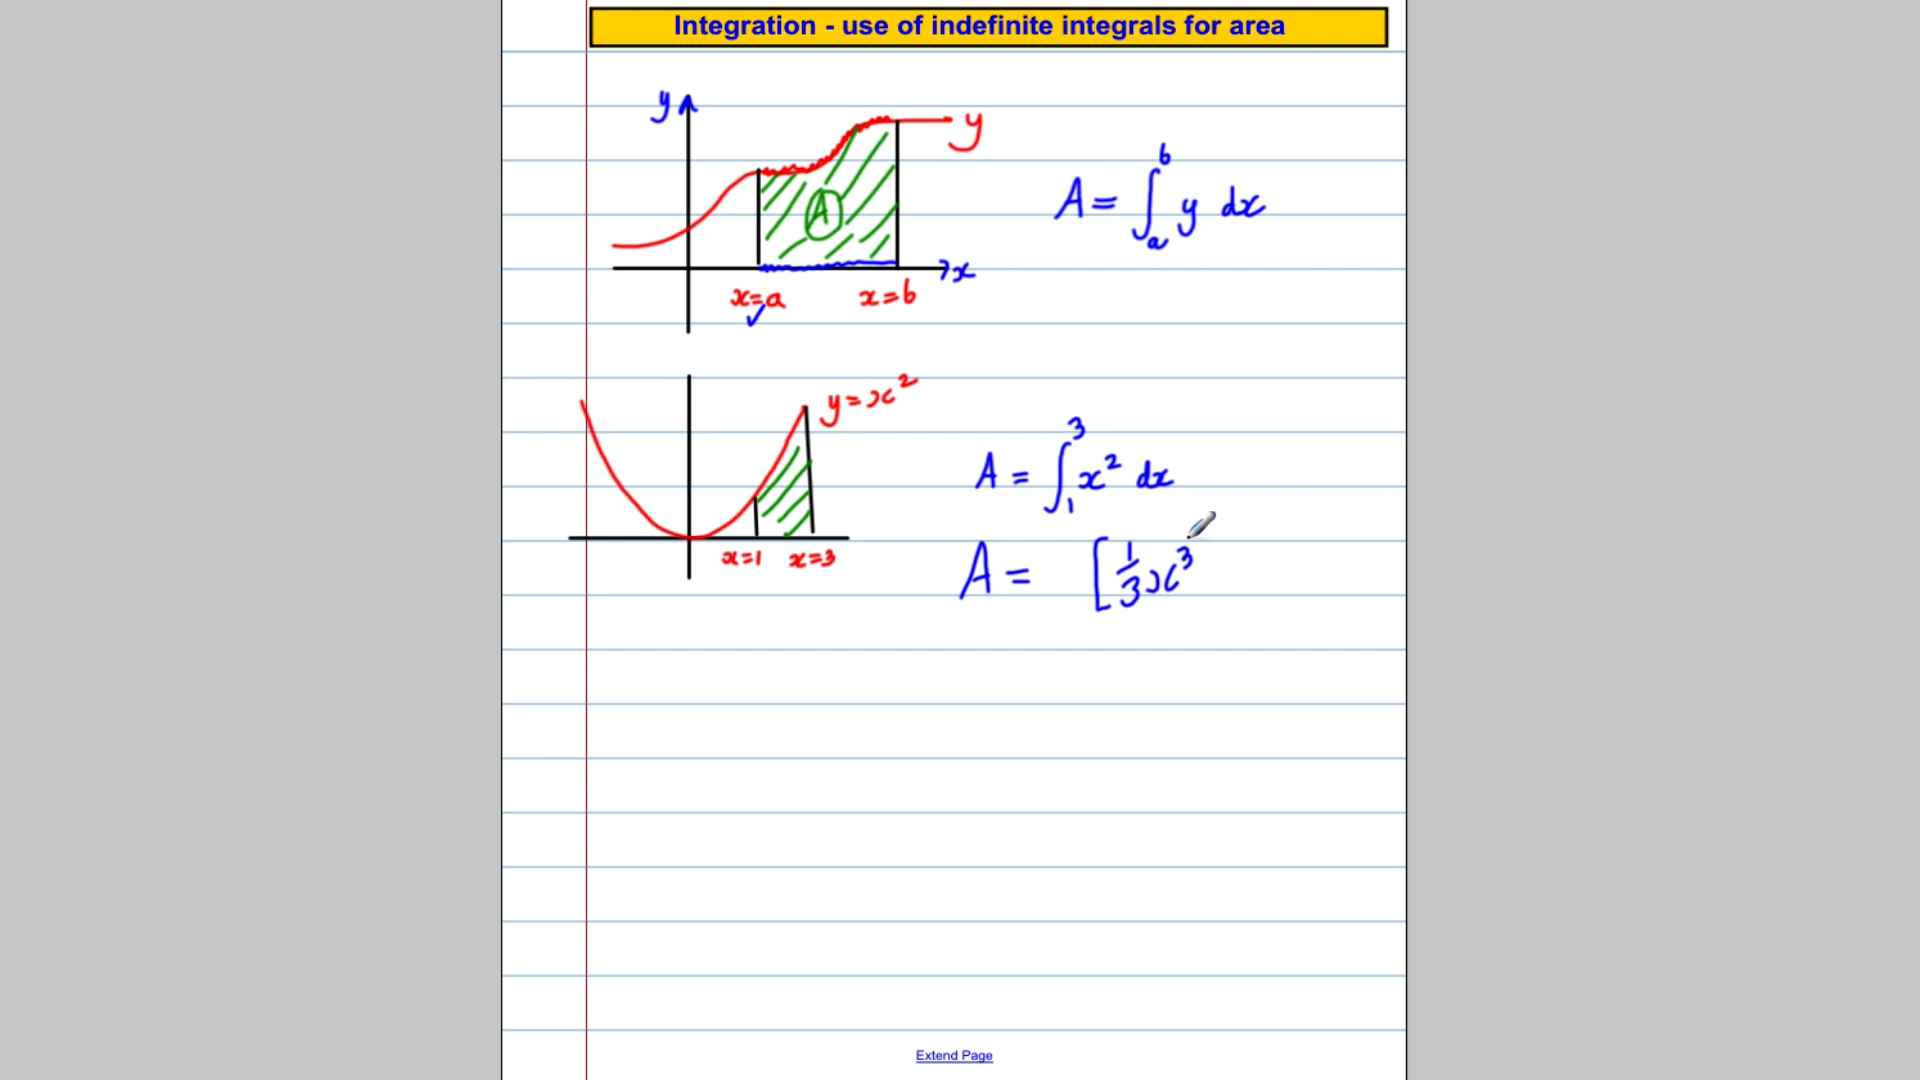 Integration - use of indefinite integrals for area
y
y
A
A = ∫ₐᵇ y dx
x
x=a
x=b
y=x²
A = ∫₁³ x² dx
x=1
x=3
A = [⅓x³
Extend Page